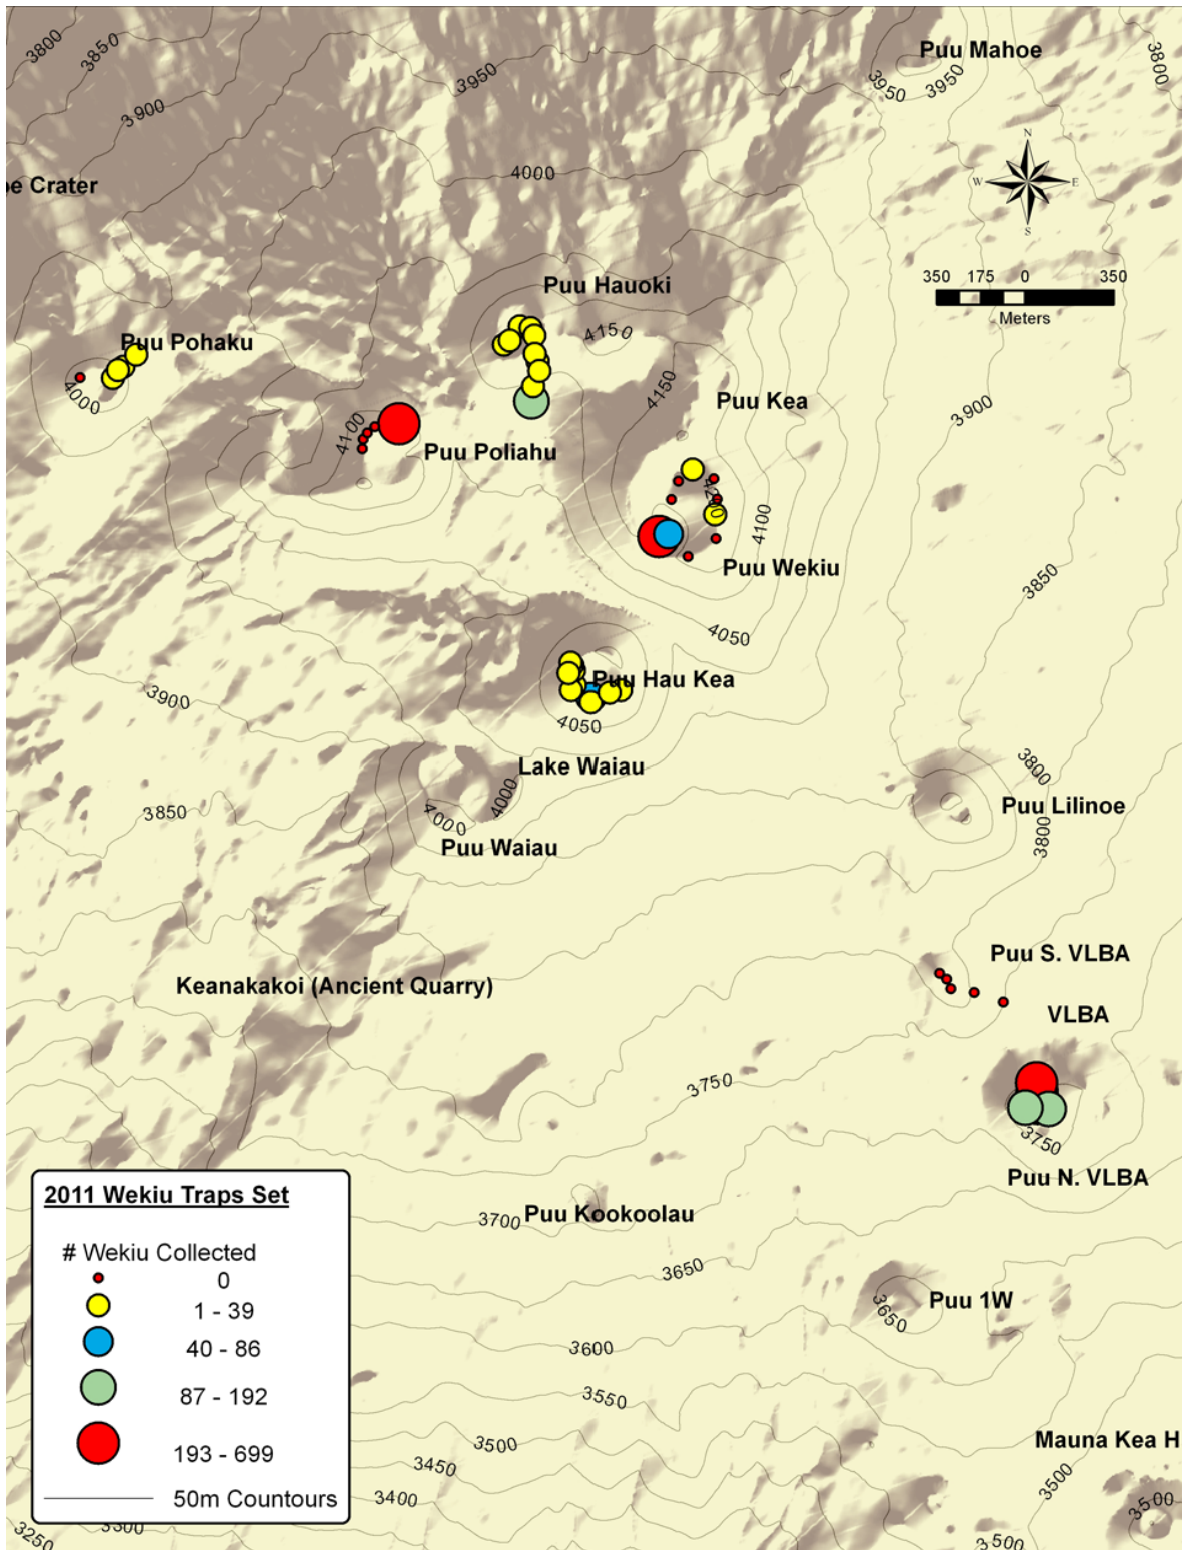 3800
3850
Puu Mahoe
3950
3950
3950
3800
3900
N
W
E
S
4000
oe Crater
350 175 0 350
Meters
Puu Hauoki
4150
Puu Pohaku
4000
4150
Puu Kea
3900
4100
Puu Poliahu
4200
4100
Puu Wekiu
3850
4050
Puu Hau Kea
3900
4050
Lake Waiau
3800
4000
4000
Puu Lilinoe
3850
3800
Puu Waiau
Puu S. VLBA
Keanakakoi (Ancient Quarry)
VLBA
3750
3750
Puu N. VLBA
2011 Wekiu Traps Set
# Wekiu Collected
0
1 - 39
40 - 86
87 - 192
193 - 699
50m Countours
3700
Puu Kookoolau
3650
Puu 1W
3650
3600
3550
3500
Mauna Kea H
3450
3500
3400
3500
3300
3250
3500